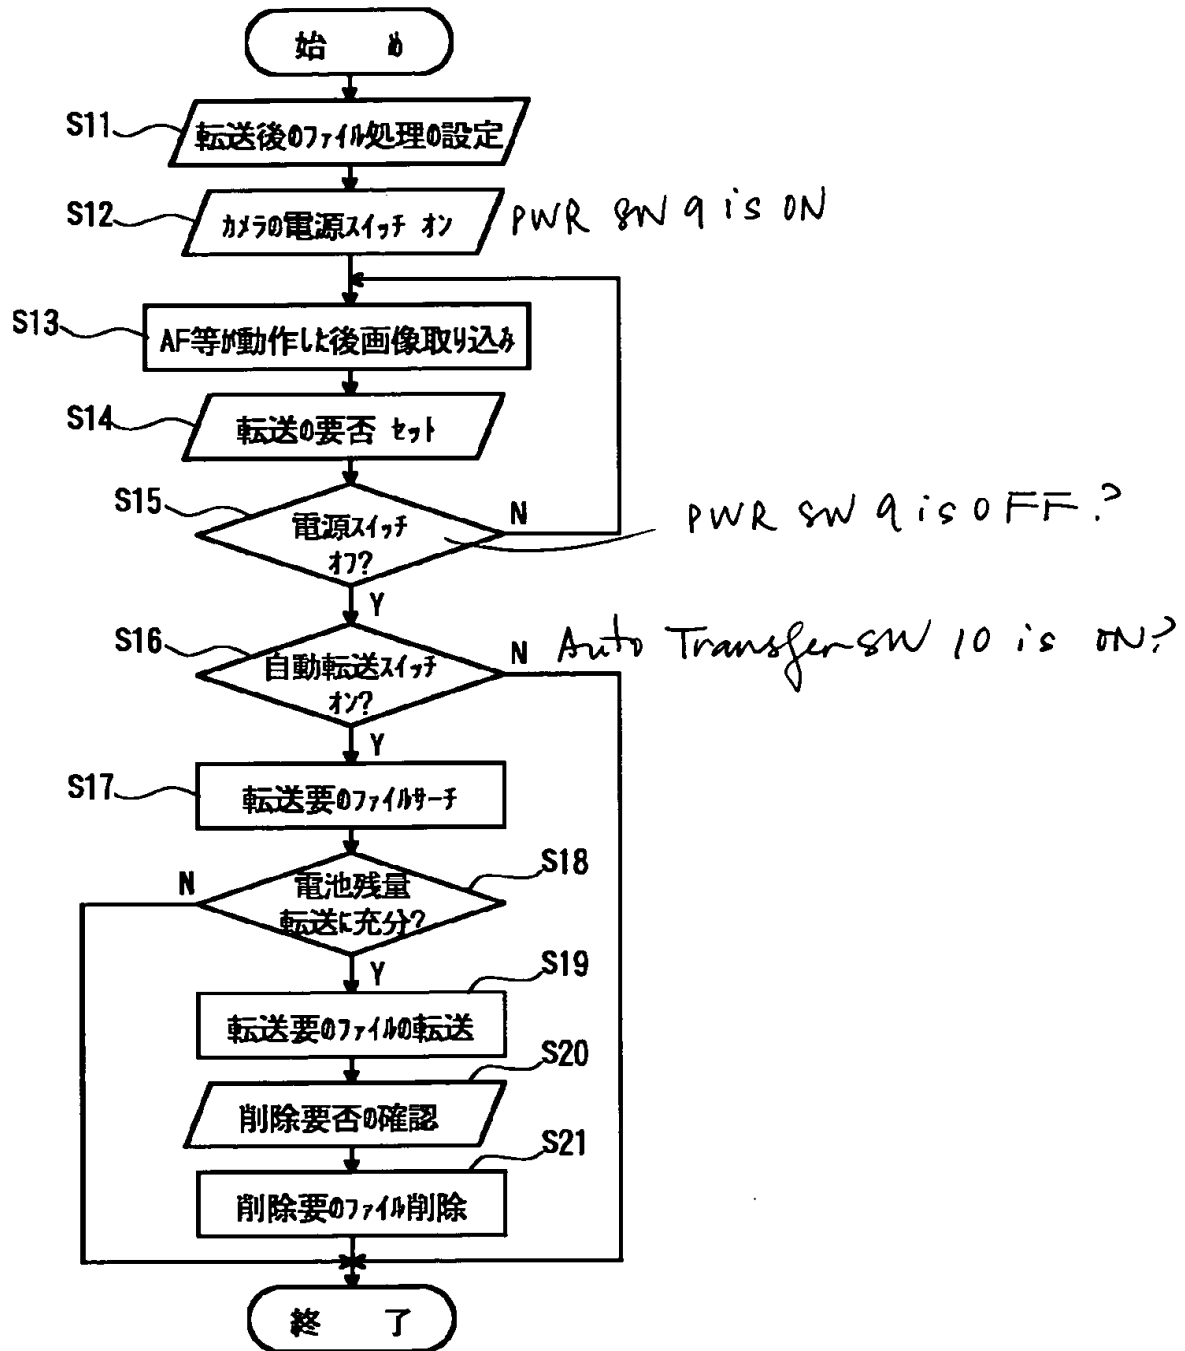 始 め
S11
転送後のファイル処理の設定
S12
カメラの電源スイッチ オン
PWR SW 9 is ON
S13
AF等が動作した後画像取り込み
S14
転送の要否 セット
S15
電源スイッチ
オフ?
N
PWR SW 9 is OFF?
Y
S16
自動転送スイッチ
オン?
N
Auto Transfer SW 10 is ON?
Y
S17
転送要のファイルサーチ
S18
N
電池残量
転送に充分?
Y
S19
転送要のファイルの転送
S20
削除要否の確認
S21
削除要のファイル削除
終 了